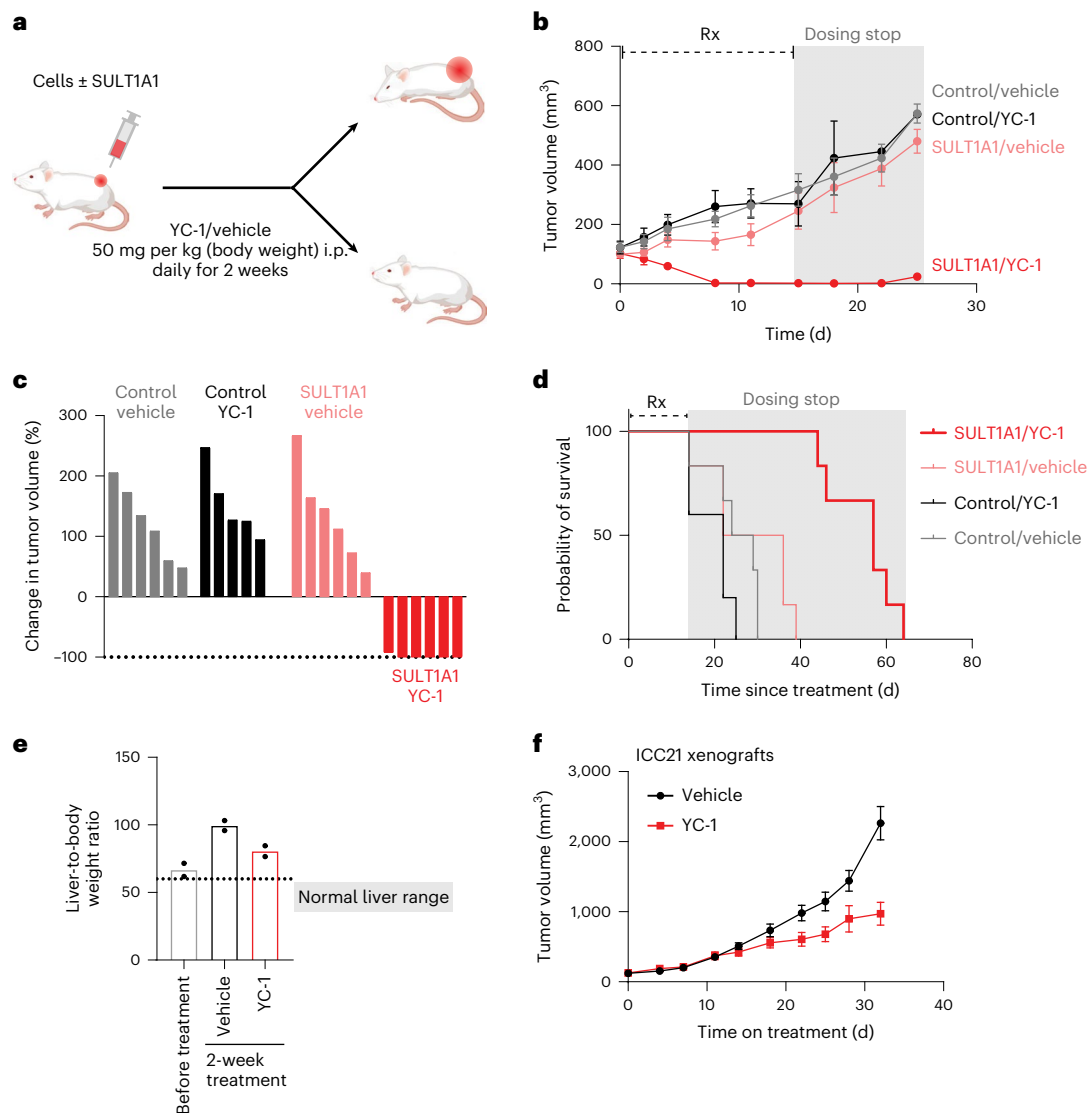 a
Cells ± SULT1A1
YC-1/vehicle
50 mg per kg (body weight) i.p.
daily for 2 weeks
b
Rx
Dosing stop
Tumor volume (mm3)
800
600
400
200
0
0
10
20
30
Time (d)
Control/vehicle
Control/YC-1
SULT1A1/vehicle
SULT1A1/YC-1
c
Control
vehicle
Control
YC-1
SULT1A1
vehicle
SULT1A1
YC-1
Change in tumor volume (%)
300
200
100
0
–100
d
Rx
Dosing stop
Probability of survival
100
50
0
0
20
40
60
80
Time since treatment (d)
SULT1A1/YC-1
SULT1A1/vehicle
Control/YC-1
Control/vehicle
e
Liver-to-body
weight ratio
150
100
50
0
Normal liver range
Before treatment
Vehicle
YC-1
2-week
treatment
f
ICC21 xenografts
Vehicle
YC-1
Tumor volume (mm3)
3,000
2,000
1,000
0
0
10
20
30
40
Time on treatment (d)